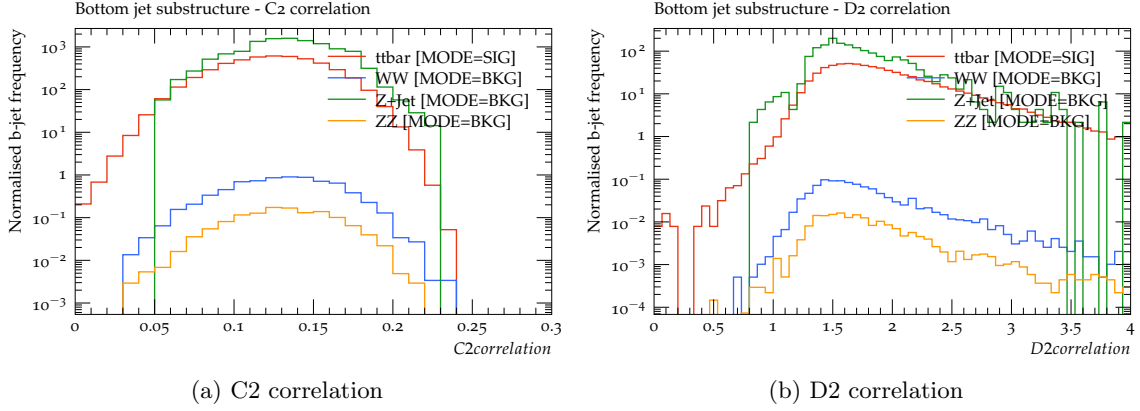 Bottom jet substructure - C2 correlation
Normalised b-jet frequency
10³
10²
10¹
1
10⁻¹
10⁻²
10⁻³
ttbar [MODE=SIG]
WW [MODE=BKG]
Z+jet [MODE=BKG]
ZZ [MODE=BKG]
0 0.05 0.1 0.15 0.2 0.25 0.3
C2correlation
(a) C2 correlation
Bottom jet substructure - D2 correlation
Normalised b-jet frequency
10²
10¹
1
10⁻¹
10⁻²
10⁻³
10⁻⁴
ttbar [MODE=SIG]
WW [MODE=BKG]
Z+jet [MODE=BKG]
ZZ [MODE=BKG]
0 0.5 1 1.5 2 2.5 3 3.5 4
D2correlation
(b) D2 correlation